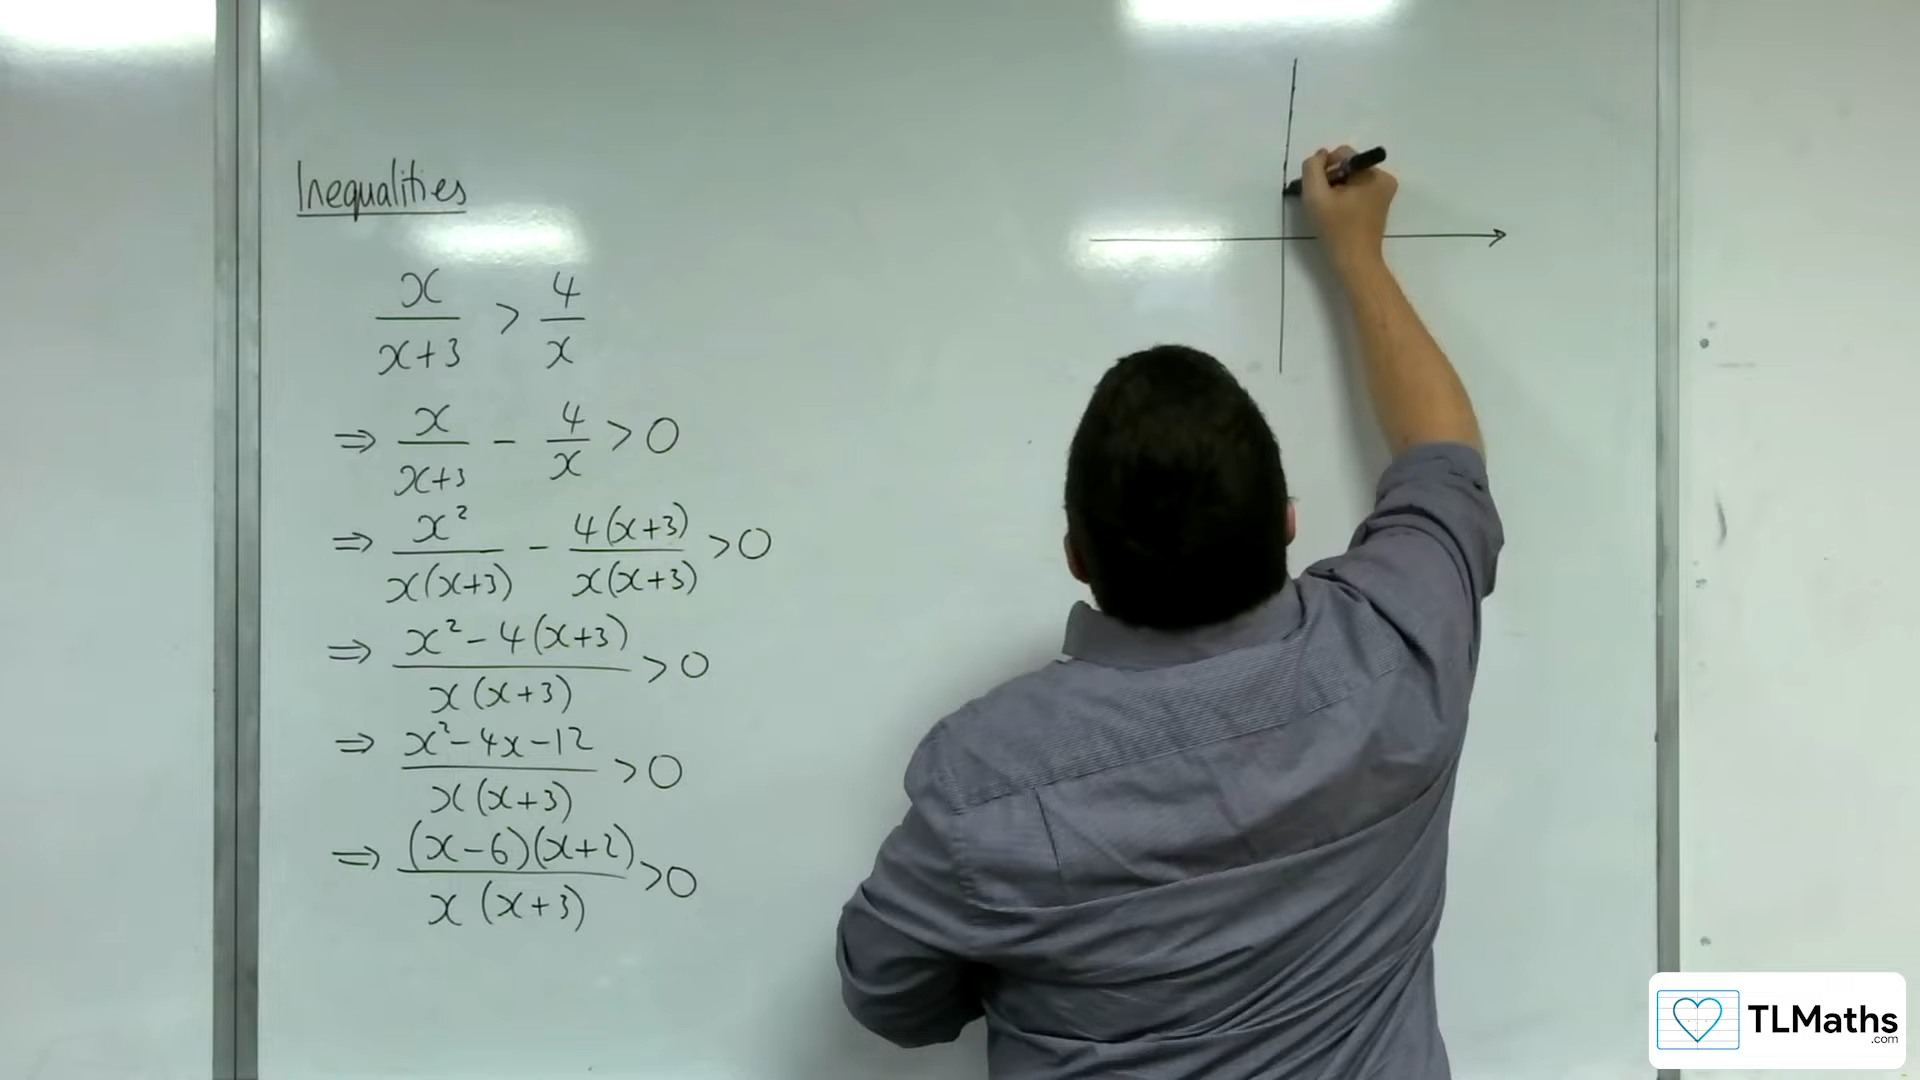 Inequalities
x/(x+3) > 4/x
⇒ x/(x+3) - 4/x > 0
⇒ x²/(x(x+3)) - 4(x+3)/(x(x+3)) > 0
⇒ (x² - 4(x+3))/(x(x+3)) > 0
⇒ (x² - 4x - 12)/(x(x+3)) > 0
⇒ (x-6)(x+2)/(x(x+3)) > 0
TLMaths
.com